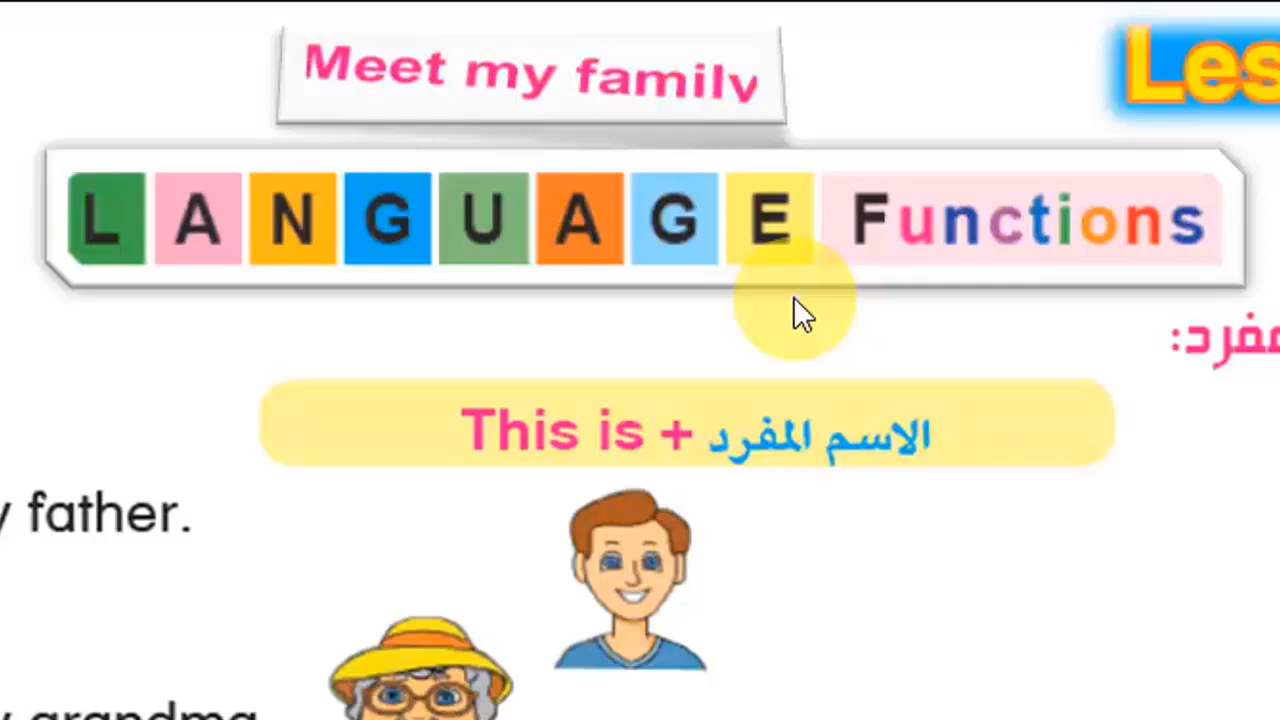 Meet my family
LANGUAGE Functions
This is + الاسم المفرد
father.